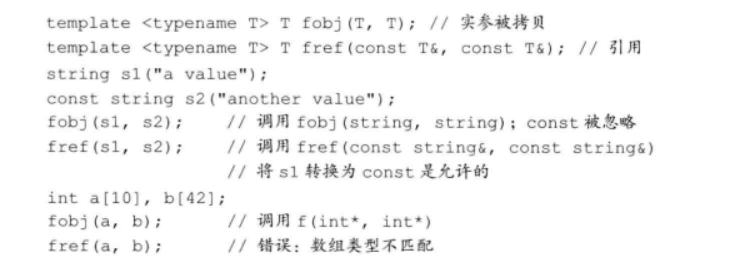 template <typename T> T fobj(T, T); // 实参被拷贝
template <typename T> T fref(const T&, const T&); // 引用
string s1("a value");
const string s2("another value");
fobj(s1, s2); // 调用 fobj(string, string); const 被忽略
fref(s1, s2); // 调用 fref(const string&, const string&)
// 将 s1 转换为 const 是允许的
int a[10], b[42];
fobj(a, b); // 调用 f(int*, int*)
fref(a, b); // 错误：数组类型不匹配